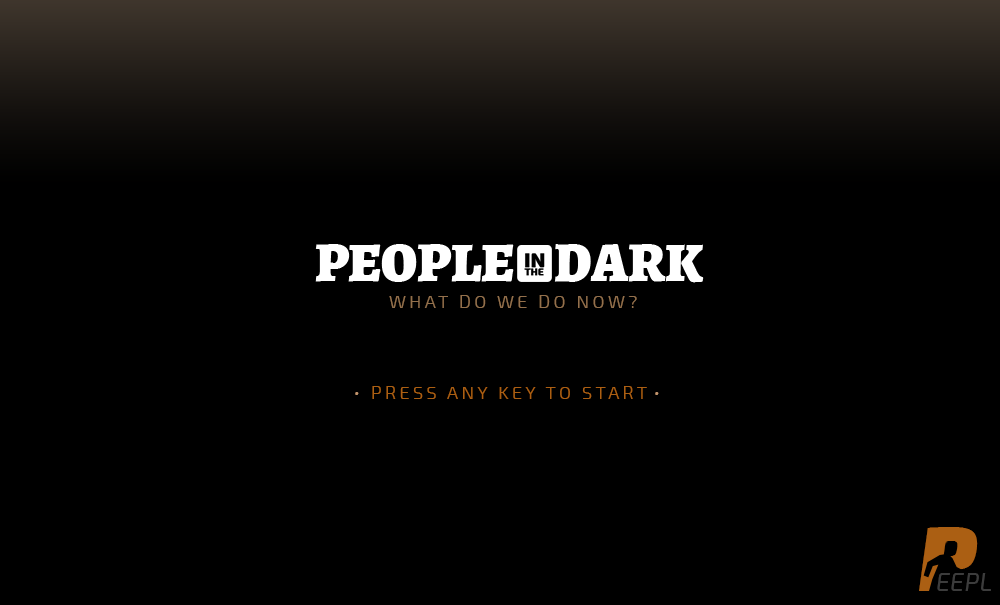 PEOPLE IN THE DARK
WHAT DO WE DO NOW?
• PRESS ANY KEY TO START •
PEEPL